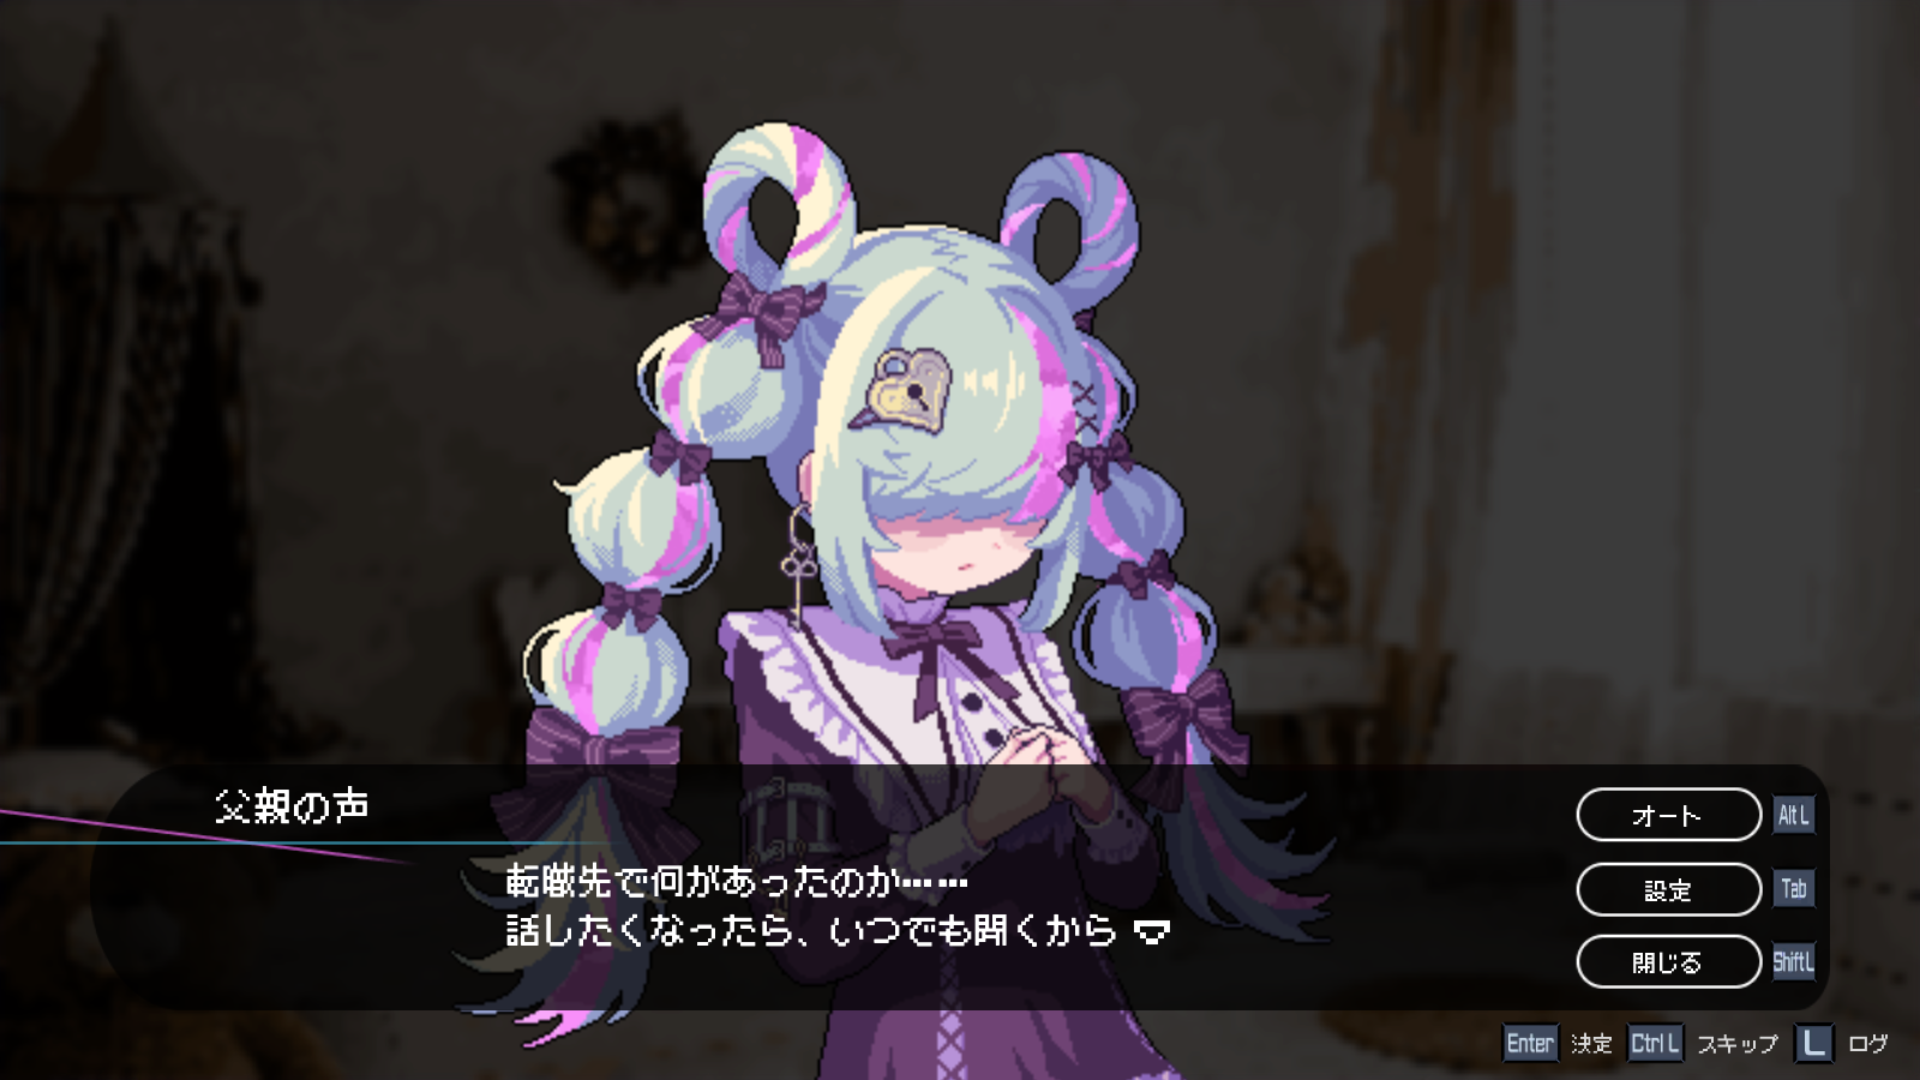 父親の声
転職先で何があったのか……
話したくなったら、いつでも聞くから
オート
Alt L
設定
Tab
閉じる
Shift L
Enter 決定 Ctrl L スキップ L ログ